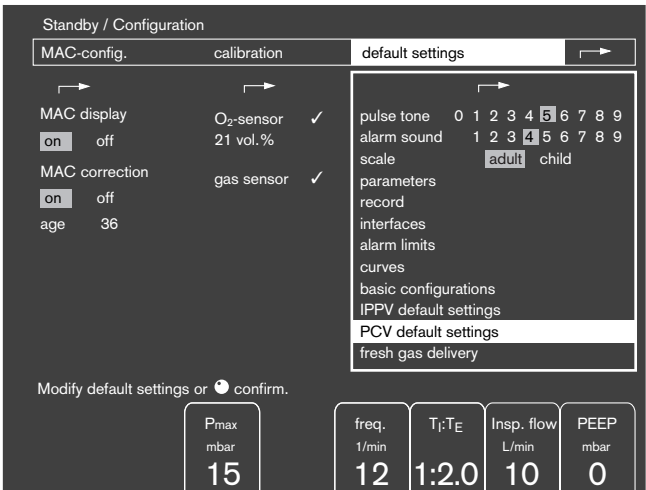 Standby / Configuration
MAC-config. calibration default settings
MAC display
on off
MAC correction
on off
age 36
O₂-sensor ✓
21 vol.%
gas sensor ✓
pulse tone 0 1 2 3 4 5 6 7 8 9
alarm sound 1 2 3 4 5 6 7 8 9
scale adult child
parameters
record
interfaces
alarm limits
curves
basic configurations
IPPV default settings
PCV default settings
fresh gas delivery
Modify default settings or confirm.
Pmax
mbar
15
freq.
1/min
12
TI:TE
1:2.0
Insp. flow
L/min
10
PEEP
mbar
0